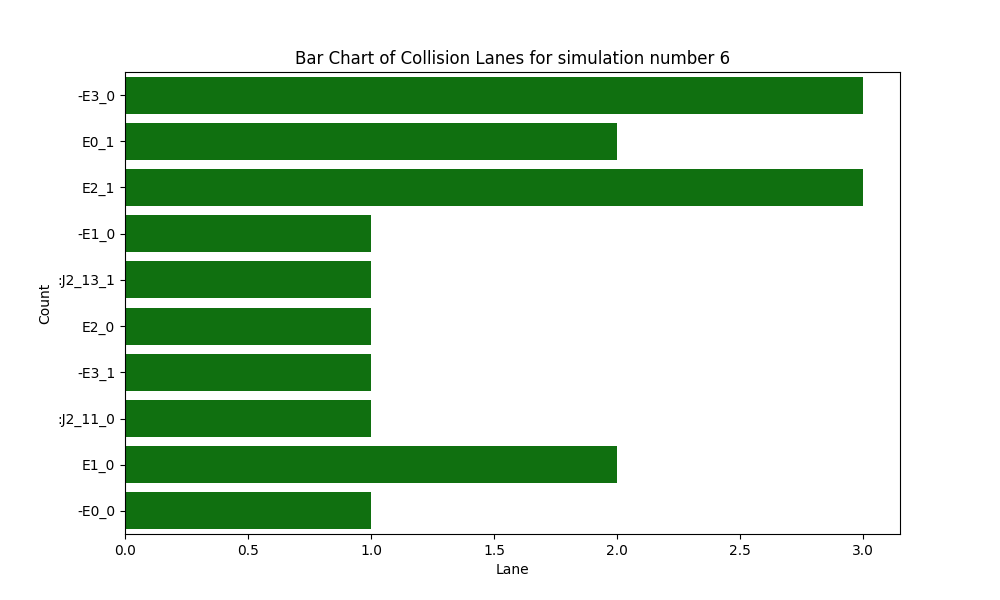 Bar Chart of Collision Lanes for simulation number 6
-E3_0
E0_1
E2_1
-E1_0
:J2_13_1
E2_0
-E3_1
:J2_11_0
E1_0
-E0_0
Count
0.0 0.5 1.0 1.5 2.0 2.5 3.0
Lane